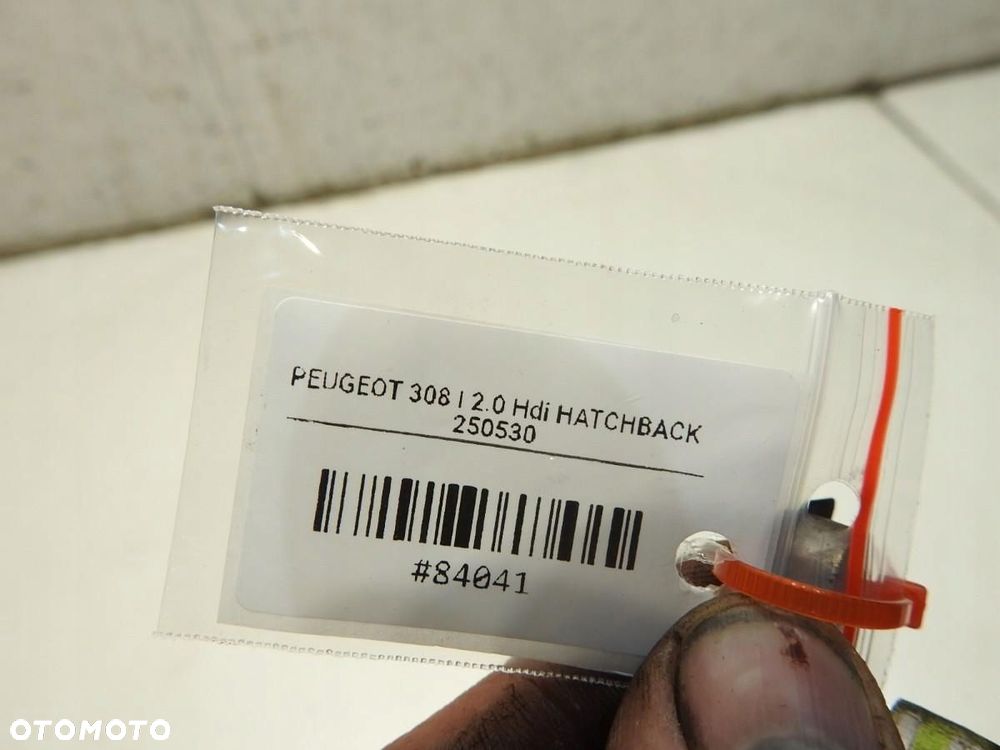 PEUGEOT 308 I 2.0 Hdi HATCHBACK
250530
#84041
OTOMOTO